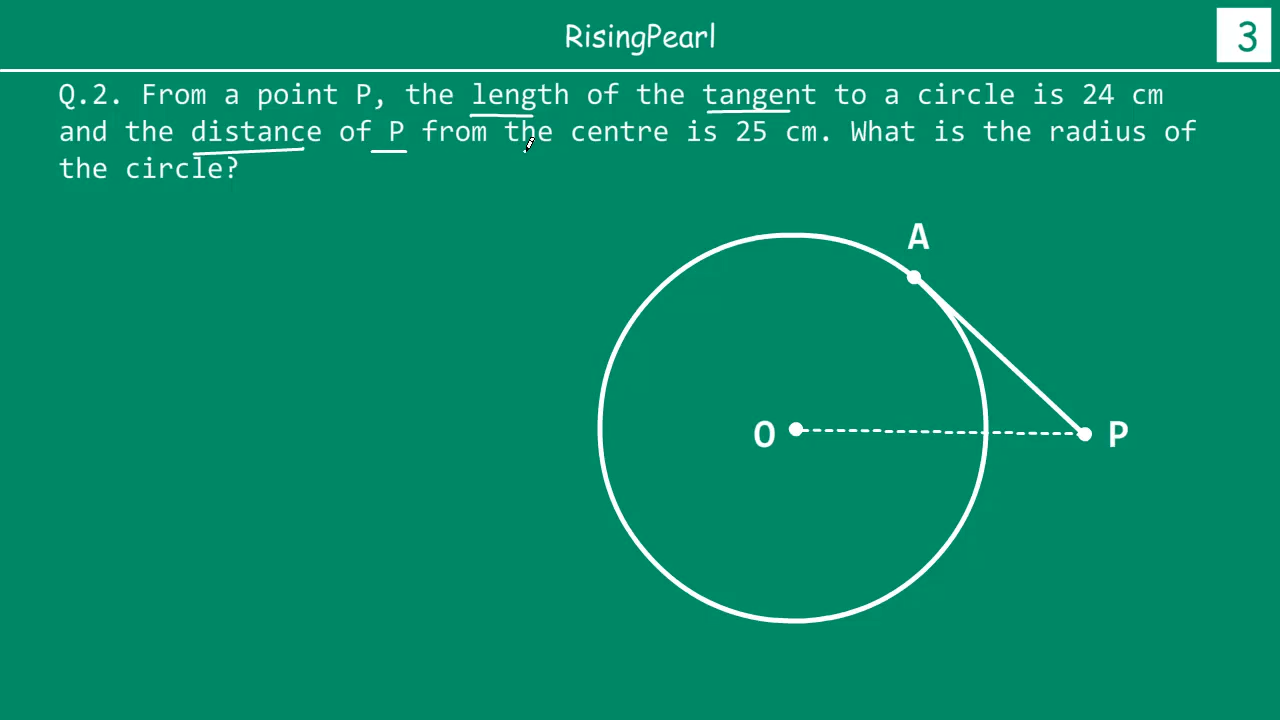 RisingPearl
3
Q.2. From a point P, the length of the tangent to a circle is 24 cm
and the distance of P from the centre is 25 cm. What is the radius of
the circle?
A
O
P